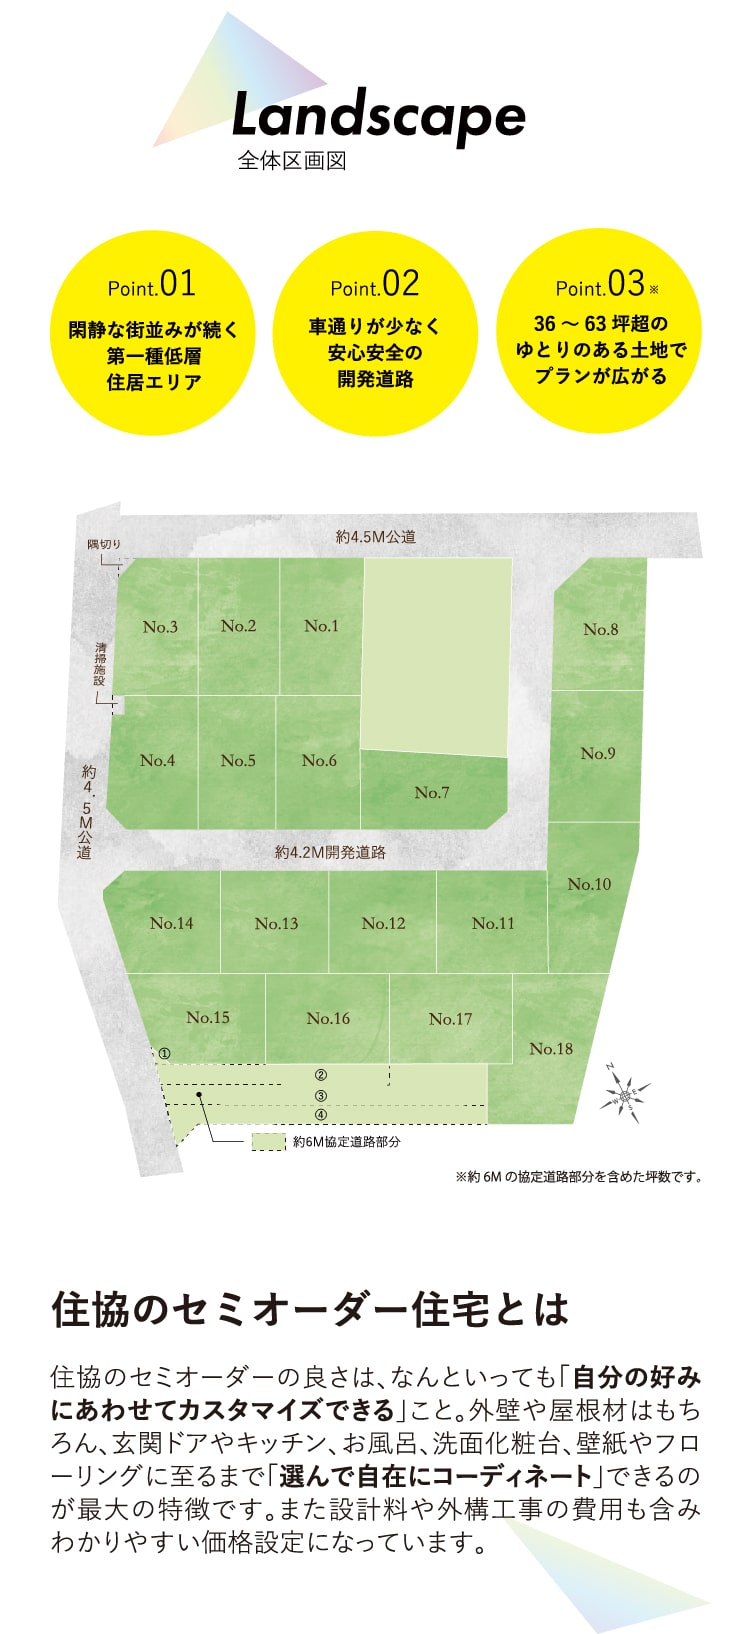 Landscape
全体区画図
Point.01
閑静な街並みが続く
第一種低層
住居エリア
Point.02
車通りが少なく
安心安全の
開発道路
Point.03※
36〜63坪超の
ゆとりのある土地で
プランが広がる
約4.5M公道
隅切り
No.3
No.2
No.1
No.8
清掃施設
No.4
No.5
No.6
No.7
No.9
約4.5M公道
約4.2M開発道路
No.10
No.14
No.13
No.12
No.11
No.15
No.16
No.17
No.18
①
②
③
④
N
W
E
S
約6M協定道路部分
※約6Mの協定道路部分を含めた坪数です。
住協のセミオーダー住宅とは
住協のセミオーダーの良さは、なんといっても「自分の好み
にあわせてカスタマイズできる」こと。外壁や屋根材はもち
ろん、玄関ドアやキッチン、お風呂、洗面化粧台、壁紙やフロ
ーリングに至るまで「選んで自在にコーディネート」できるの
が最大の特徴です。また設計料や外構工事の費用も含み
わかりやすい価格設定になっています。